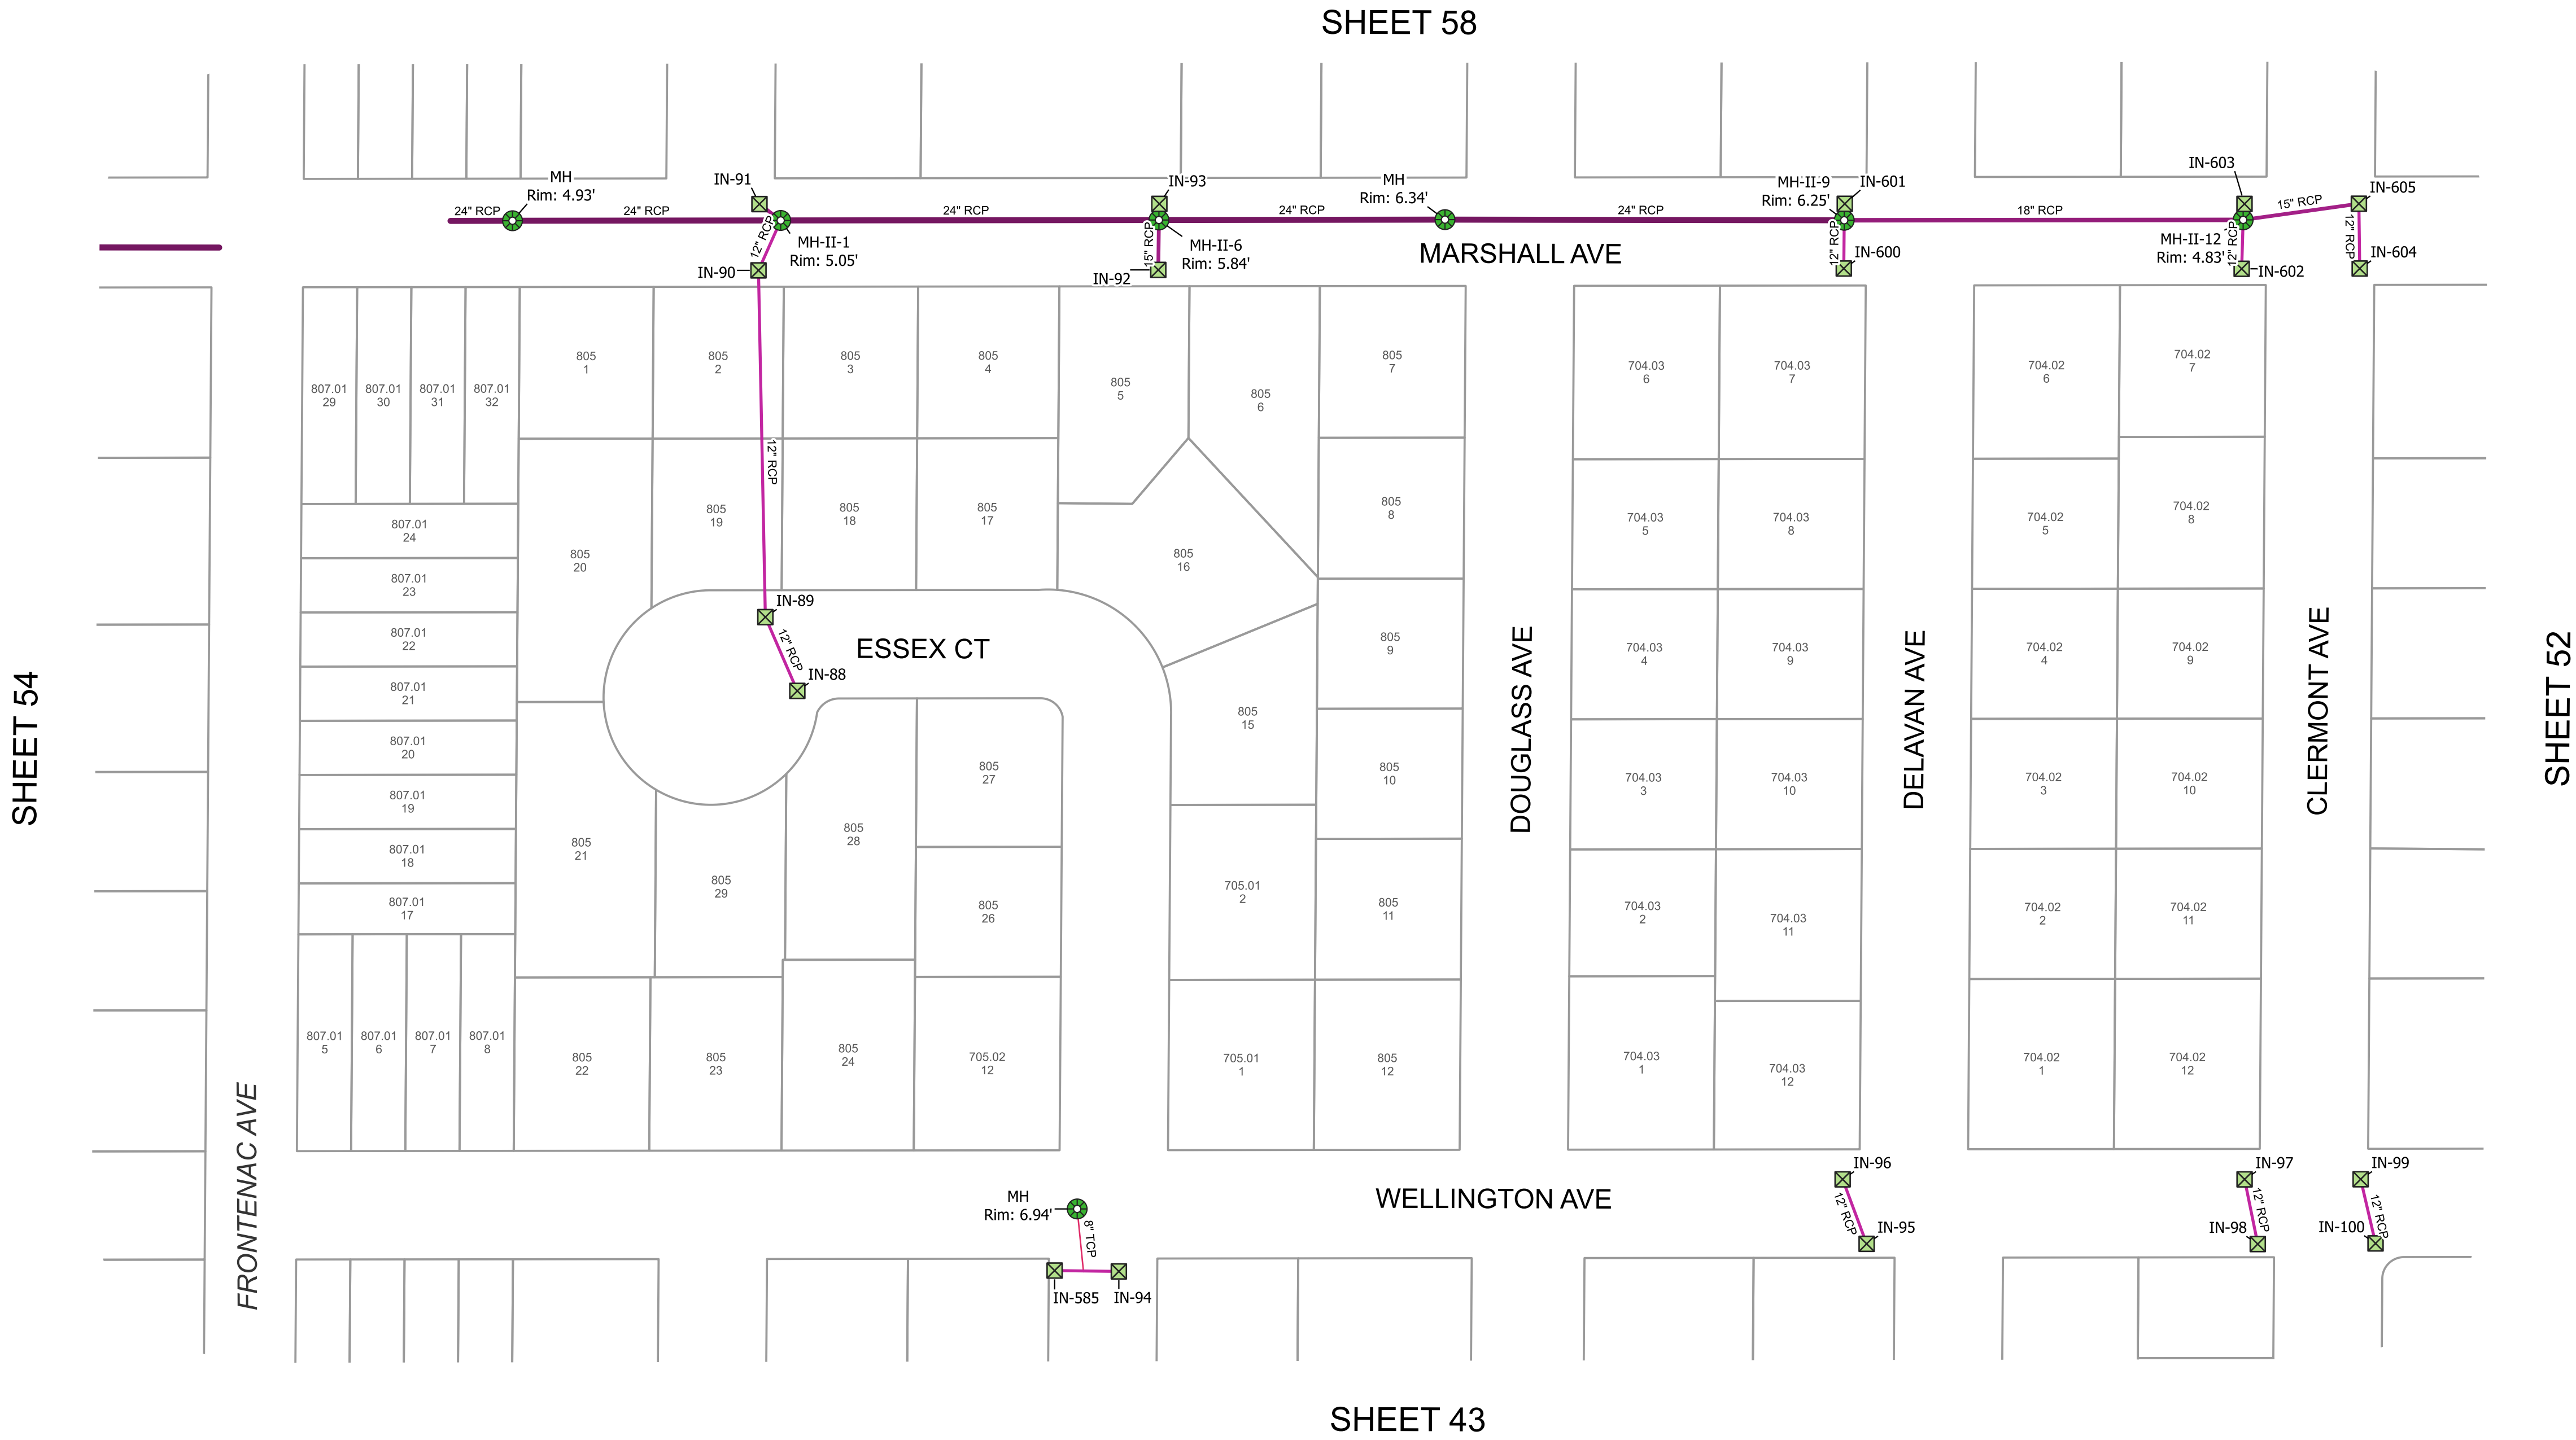 SHEET 58
IN-603
IN-91
MH
Rim: 4.93'
IN-93
MH
Rim: 6.34'
MH-II-9
Rim: 6.25'
IN-601
IN-605
24" RCP
24" RCP
24" RCP
24" RCP
24" RCP
18" RCP
15" RCP
12" RCP
15" RCP
12" RCP
12" RCP
12" RCP
MH-II-1
Rim: 5.05'
MH-II-6
Rim: 5.84'
MARSHALL AVE
MH-II-12
Rim: 4.83'
IN-90
IN-92
IN-600
IN-602
IN-604
807.01
29
807.01
30
807.01
31
807.01
32
805
1
805
2
805
3
805
4
805
5
805
6
805
7
704.03
6
704.03
7
704.02
6
704.02
7
12" RCP
807.01
24
805
20
805
19
805
18
805
17
805
16
805
8
704.03
5
704.03
8
704.02
5
704.02
8
807.01
23
807.01
22
807.01
21
807.01
20
807.01
19
807.01
18
807.01
17
IN-89
12" RCP
IN-88
ESSEX CT
805
9
704.03
4
704.03
9
704.02
4
704.02
9
SHEET 54
DOUGLASS AVE
DELAVAN AVE
CLERMONT AVE
SHEET 52
805
15
805
27
805
10
704.03
3
704.03
10
704.02
3
704.02
10
805
21
805
29
805
28
805
26
705.01
2
805
11
704.03
2
704.03
11
704.02
2
704.02
11
807.01
5
807.01
6
807.01
7
807.01
8
805
22
805
23
805
24
705.02
12
705.01
1
805
12
704.03
1
704.03
12
704.02
1
704.02
12
FRONTENAC AVE
MH
Rim: 6.94'
8" TCP
IN-585
IN-94
WELLINGTON AVE
IN-96
12" RCP
IN-95
IN-97
12" RCP
IN-98
IN-99
12" RCP
IN-100
SHEET 43